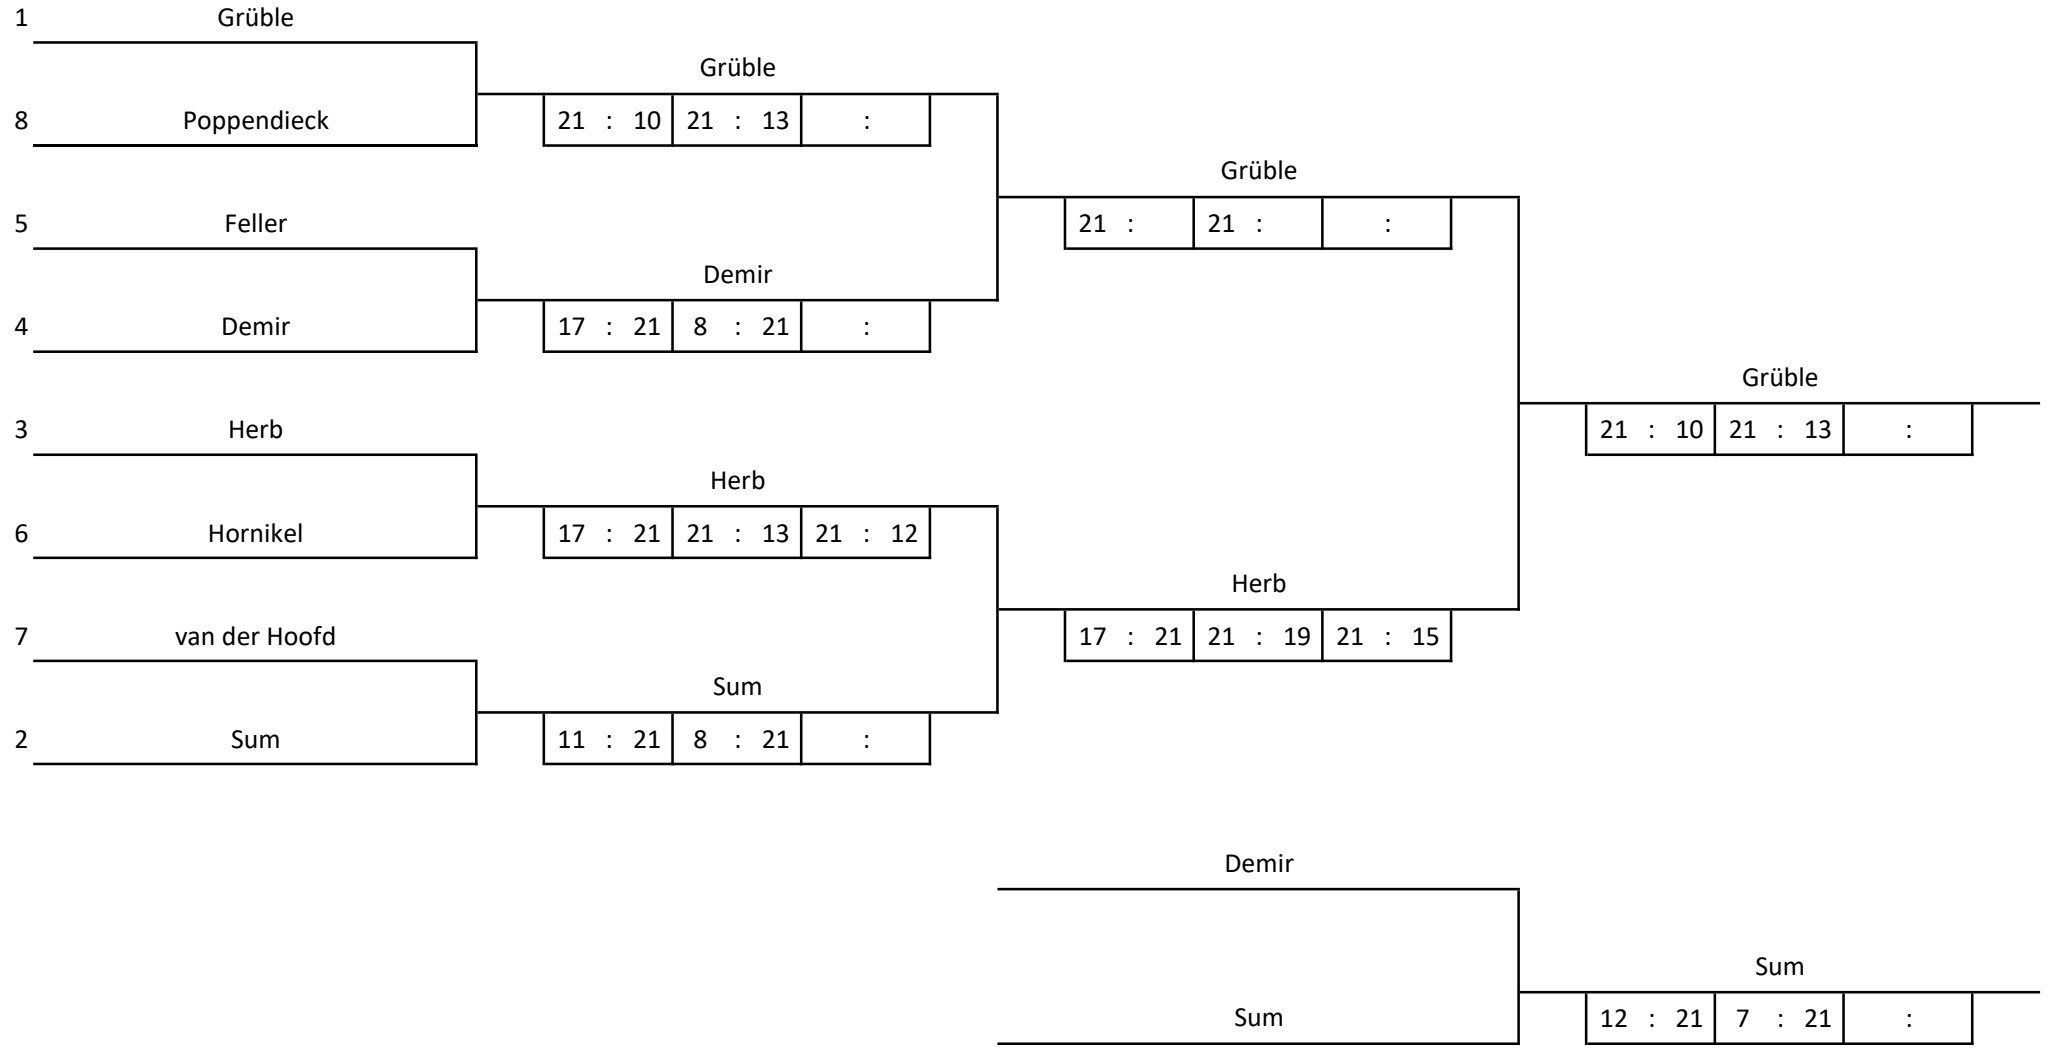 1 Grüble
Grüble
8 Poppendieck 21 : 10 21 : 13 :
Grüble
5 Feller 21 : 21 : :
Demir
4 Demir 17 : 21 8 : 21 :
Grüble
3 Herb 21 : 10 21 : 13 :
Herb
6 Hornikel 17 : 21 21 : 13 21 : 12
Herb
7 van der Hoofd 17 : 21 21 : 19 21 : 15
Sum
2 Sum 11 : 21 8 : 21 :
Demir
Sum
Sum 12 : 21 7 : 21 :